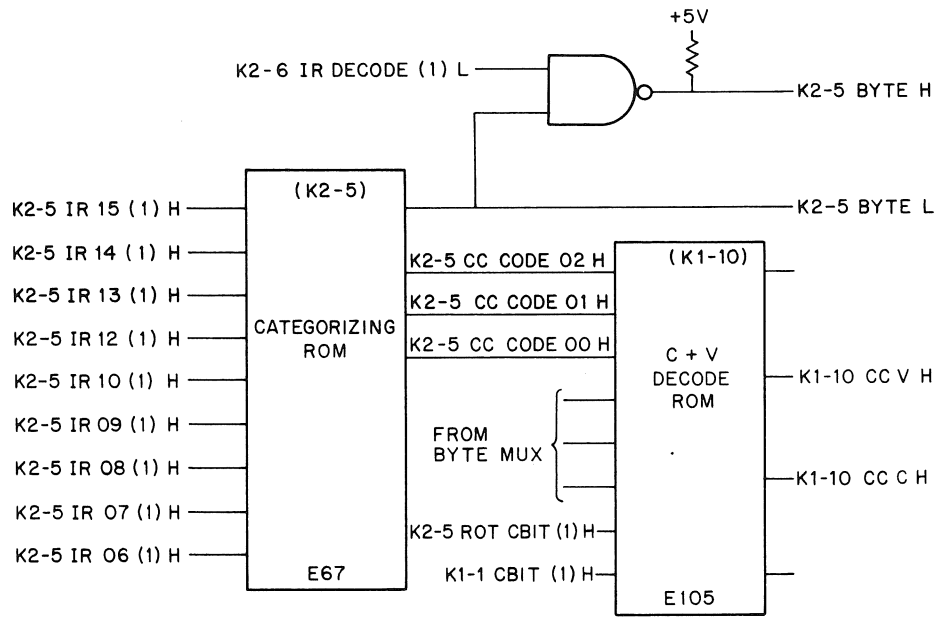 +5V
K2-6 IR DECODE (1) L
K2-5 BYTE H
(K2-5)
K2-5 IR 15 (1) H
K2-5 BYTE L
K2-5 IR 14 (1) H
K2-5 CC CODE 02 H
(K1-10)
K2-5 IR 13 (1) H
K2-5 CC CODE 01 H
CATEGORIZING
ROM
K2-5 IR 12 (1) H
K2-5 CC CODE 00 H
C + V
DECODE
ROM
K2-5 IR 10 (1) H
K1-10 CC V H
K2-5 IR 09 (1) H
FROM
BYTE MUX
K2-5 IR 08 (1) H
K1-10 CC C H
K2-5 IR 07 (1) H
K2-5 ROT CBIT (1) H
K2-5 IR 06 (1) H
K1-1 CBIT (1) H
E67
E105